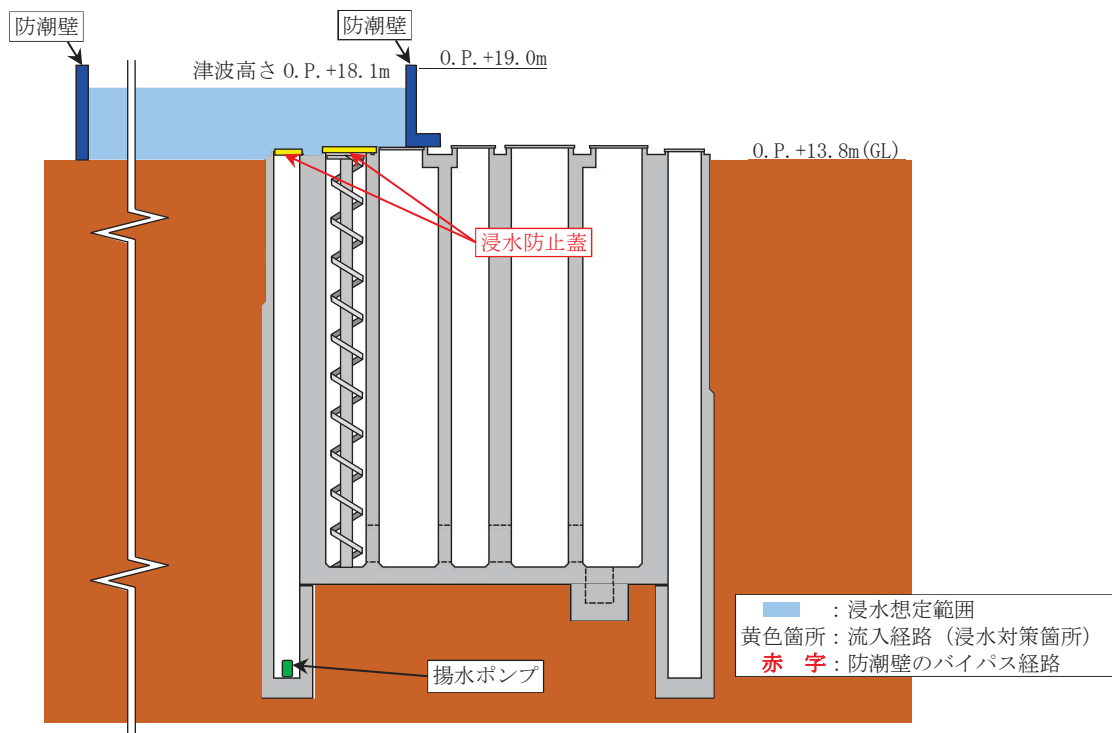 防潮壁
防潮壁
O.P.+19.0m
津波高さ O.P.+18.1m
O.P.+13.8m(GL)
浸水防止蓋
揚水ポンプ
：浸水想定範囲
黄色箇所：流入経路（浸水対策箇所）
赤 字：防潮壁のバイパス経路